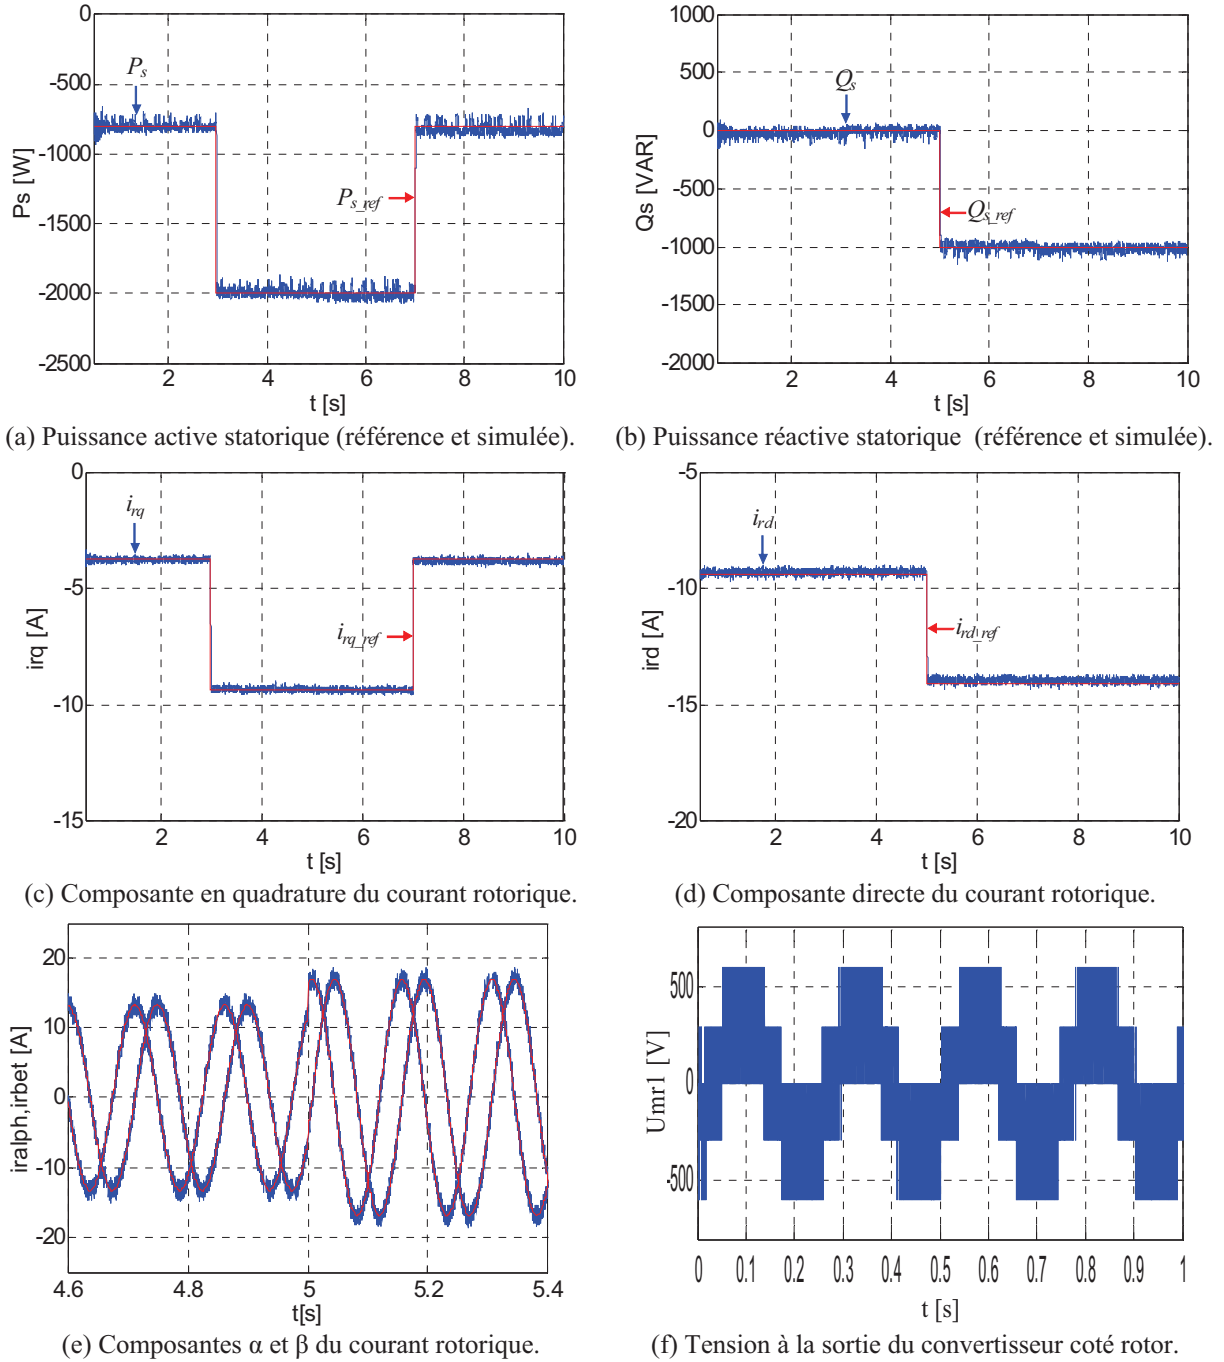 0
-500
-1000
-1500
-2000
-2500
Ps [W]
Ps
Ps_ref
2 4 6 8 10
t [s]
(a) Puissance active statorique (référence et simulée).
1000
500
0
-500
-1000
-1500
-2000
Qs [VAR]
Qs
Qs_ref
2 4 6 8 10
t [s]
(b) Puissance réactive statorique (référence et simulée).
0
-5
-10
-15
irq [A]
irq
irq_ref
2 4 6 8 10
t [s]
(c) Composante en quadrature du courant rotorique.
-5
-10
-15
-20
ird [A]
ird
ird_ref
2 4 6 8 10
t [s]
(d) Composante directe du courant rotorique.
20
10
0
-10
-20
iralph,irbet [A]
4.6 4.8 5 5.2 5.4
t[s]
(e) Composantes α et β du courant rotorique.
500
0
-500
Umr1 [V]
0 0.1 0.2 0.3 0.4 0.5 0.6 0.7 0.8 0.9 1
t [s]
(f) Tension à la sortie du convertisseur coté rotor.